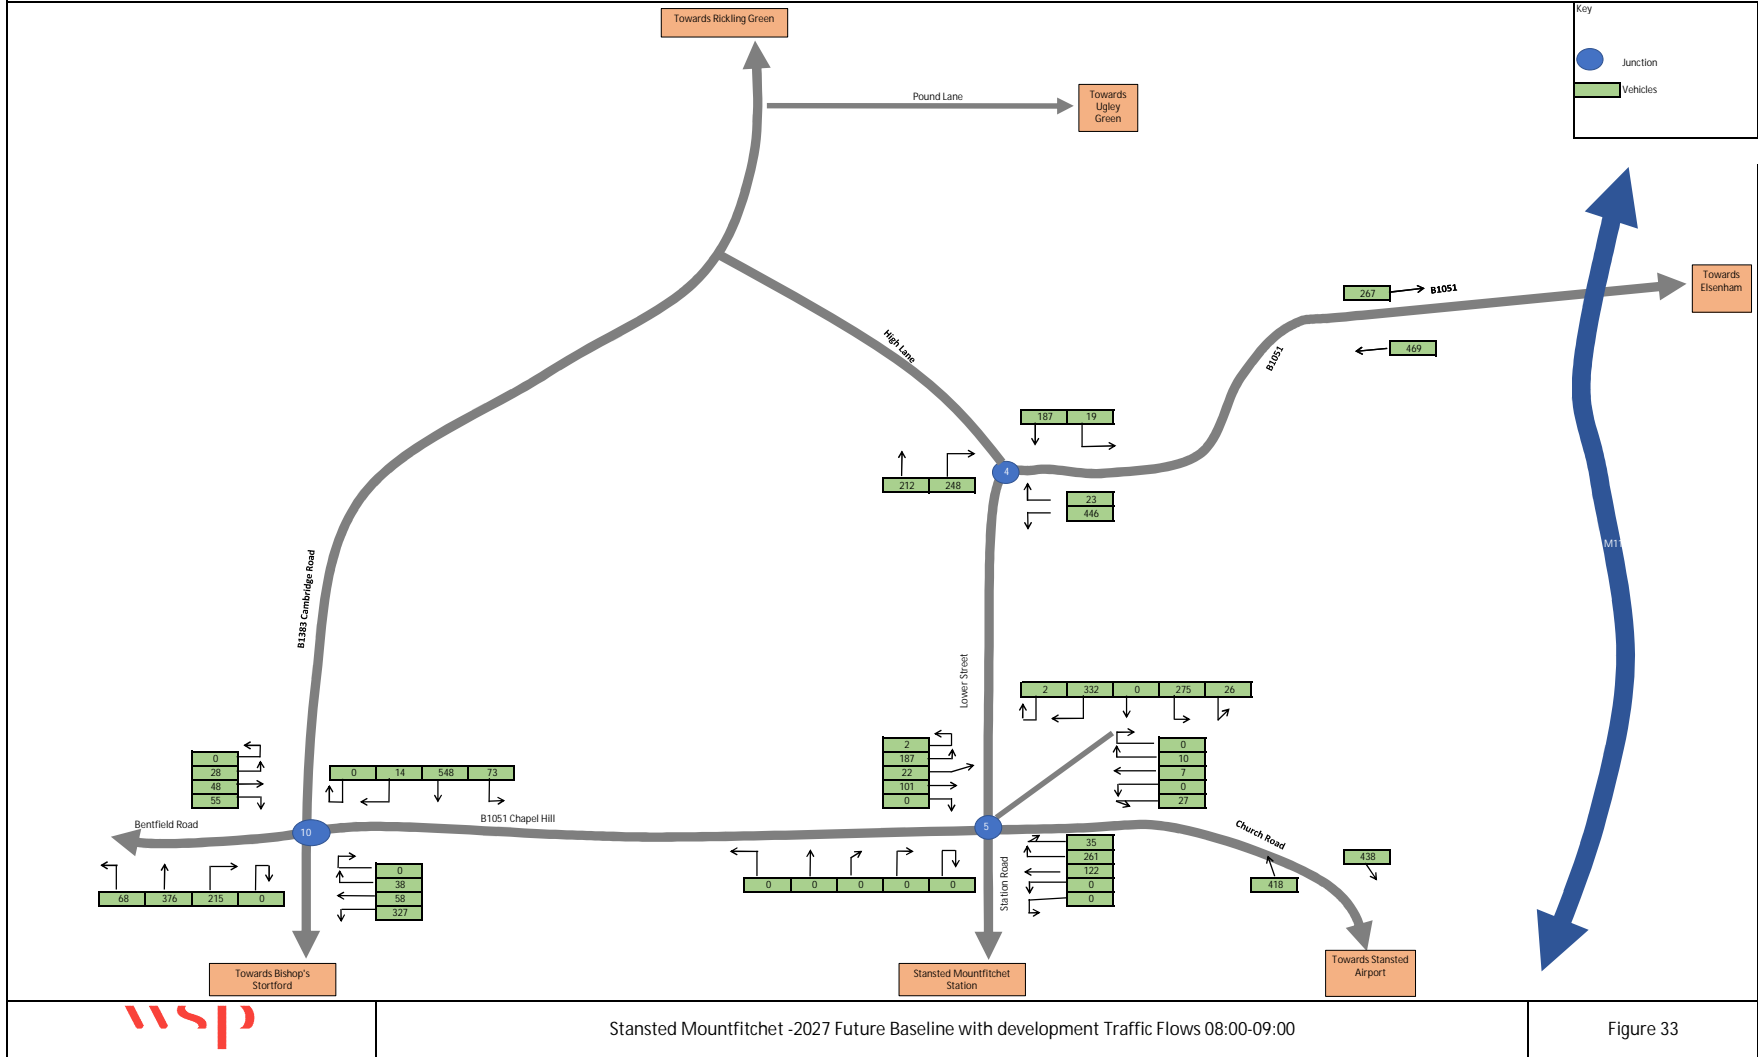 Key
Junction
Vehicles
Towards Rickling Green
Pound Lane
Towards
Ugley
Green
Towards
Elsenham
267
B1051
469
B1051
High Lane
187 19
4
212 248
23
446
M11
B1383 Cambridge Road
Lower Street
2 332 0 275 26
2
187
22
101
0
0
10
7
0
27
0
28
48
55
0 14 548 73
Bentfield Road
10
B1051 Chapel Hill
5
Church Road
35
261
122
0
0
438
418
0 0 0 0 0
Station Road
68 376 215 0
0
38
58
327
Towards Bishop's
Stortford
Stansted Mountfitchet
Station
Towards Stansted
Airport
wsp
Stansted Mountfitchet -2027 Future Baseline with development Traffic Flows 08:00-09:00
Figure 33